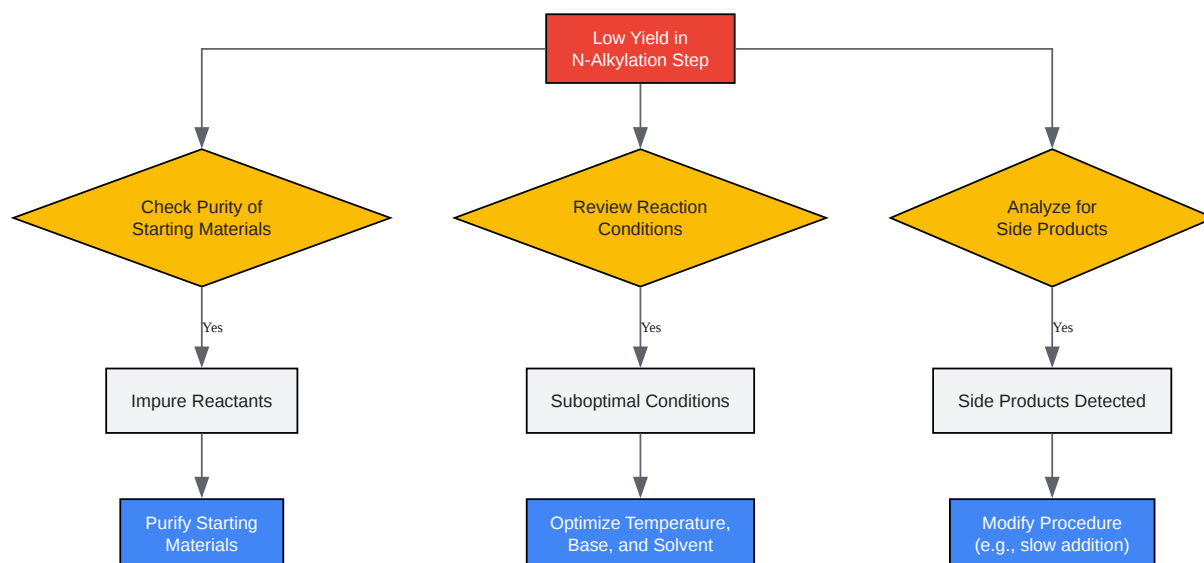 Low Yield in
N-Alkylation Step
Check Purity of
Starting Materials
Review Reaction
Conditions
Analyze for
Side Products
Yes
Yes
Yes
Impure Reactants
Suboptimal Conditions
Side Products Detected
Purify Starting
Materials
Optimize Temperature,
Base, and Solvent
Modify Procedure
(e.g., slow addition)